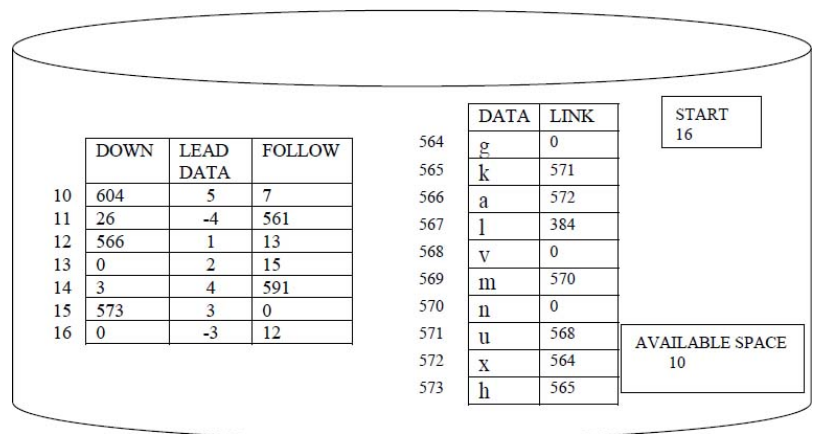 DOWN LEAD DATA FOLLOW
10 604 5 7
11 26 -4 561
12 566 1 13
13 0 2 15
14 3 4 591
15 573 3 0
16 0 -3 12
DATA LINK
564 g 0
565 k 571
566 a 572
567 l 384
568 v 0
569 m 570
570 n 0
571 u 568
572 x 564
573 h 565
START
16
AVAILABLE SPACE
10